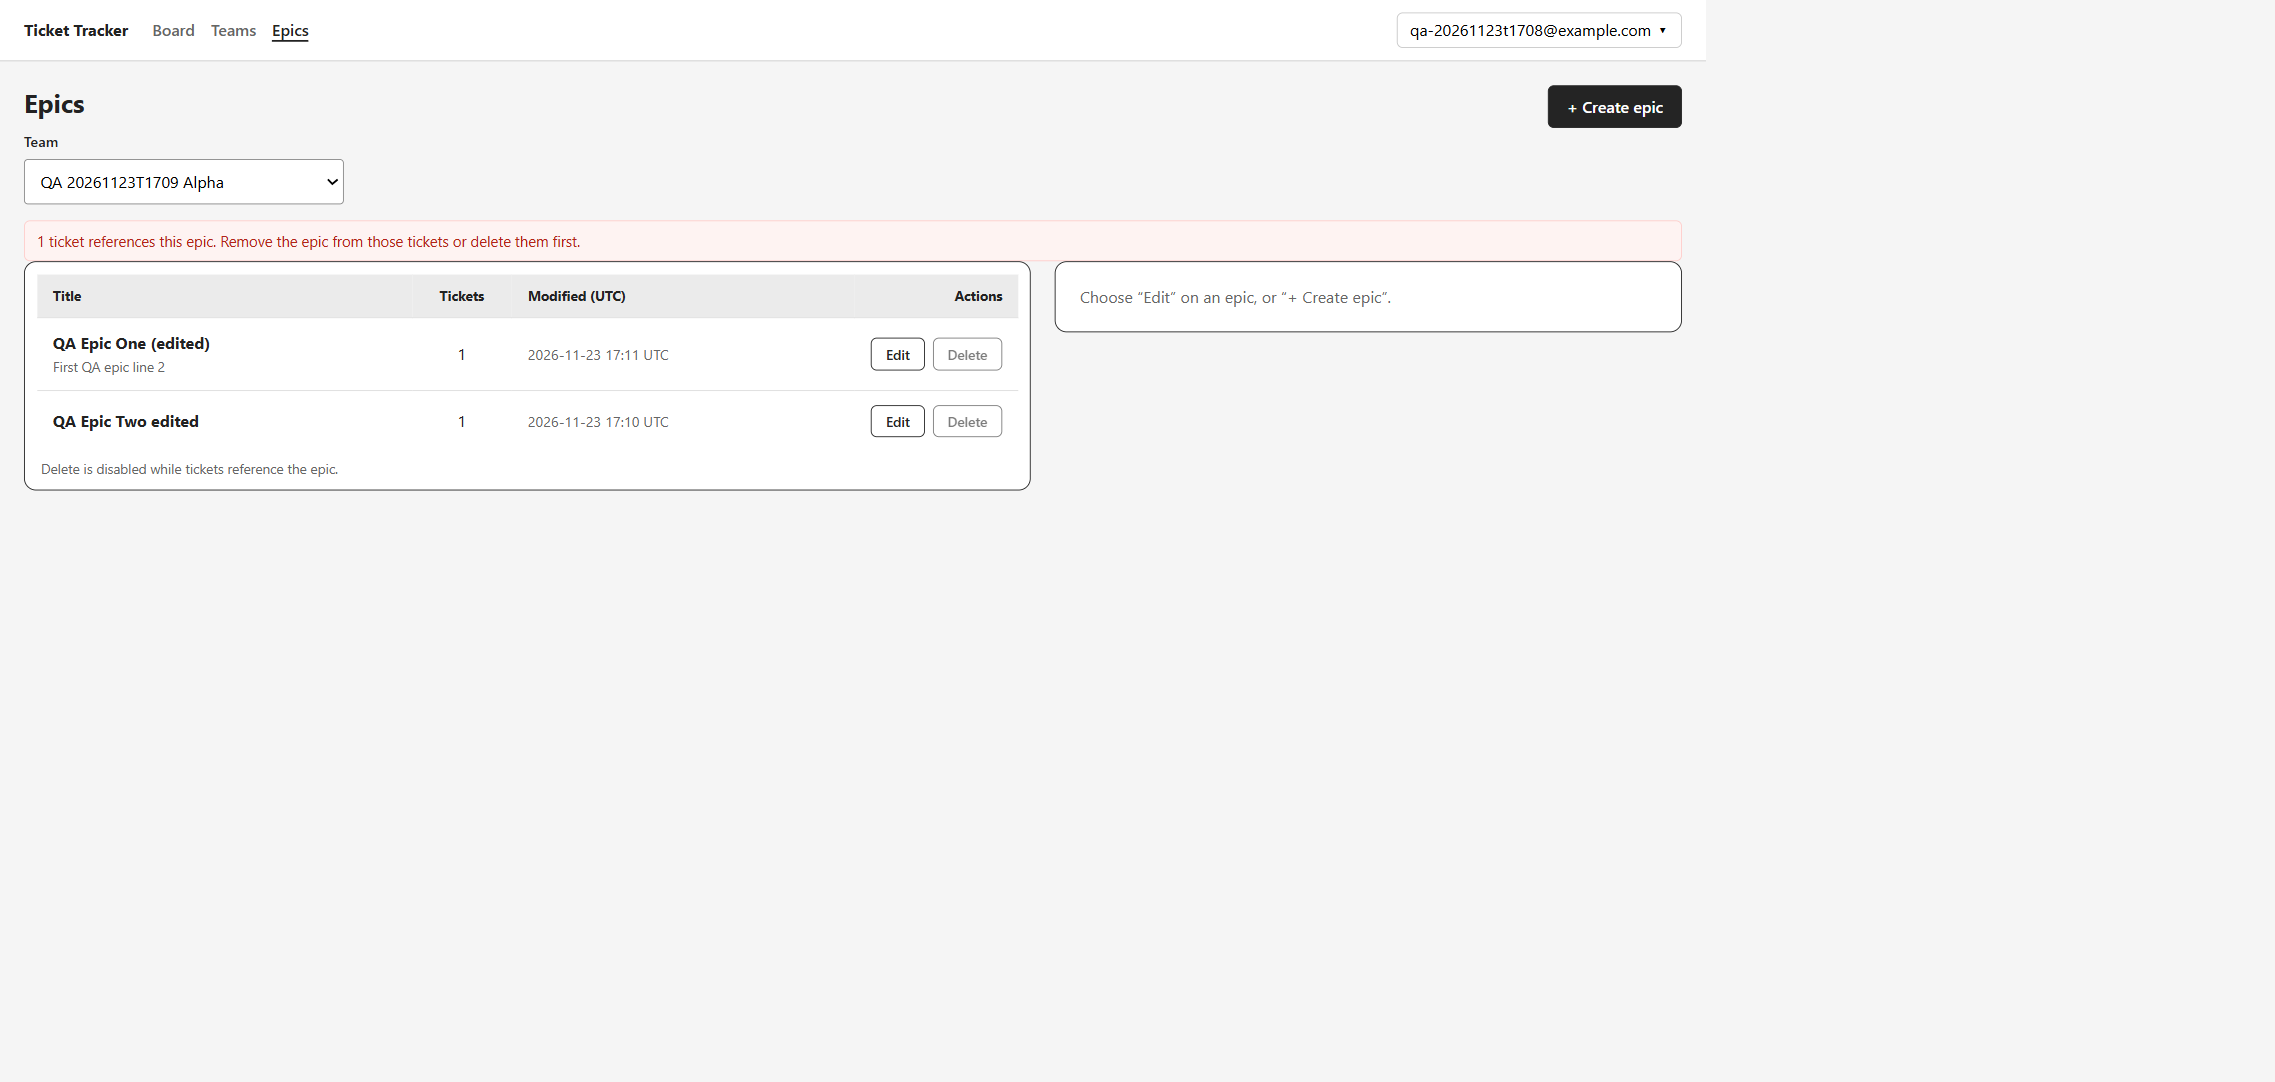 Ticket Tracker Board Teams Epics qa-20261123t1708@example.com ▼
Epics
+ Create epic
Team
QA 20261123T1709 Alpha
1 ticket references this epic. Remove the epic from those tickets or delete them first.
Title Tickets Modified (UTC) Actions
QA Epic One (edited)
First QA epic line 2
1 2026-11-23 17:11 UTC Edit Delete
QA Epic Two edited 1 2026-11-23 17:10 UTC Edit Delete
Delete is disabled while tickets reference the epic.
Choose “Edit” on an epic, or “+ Create epic”.